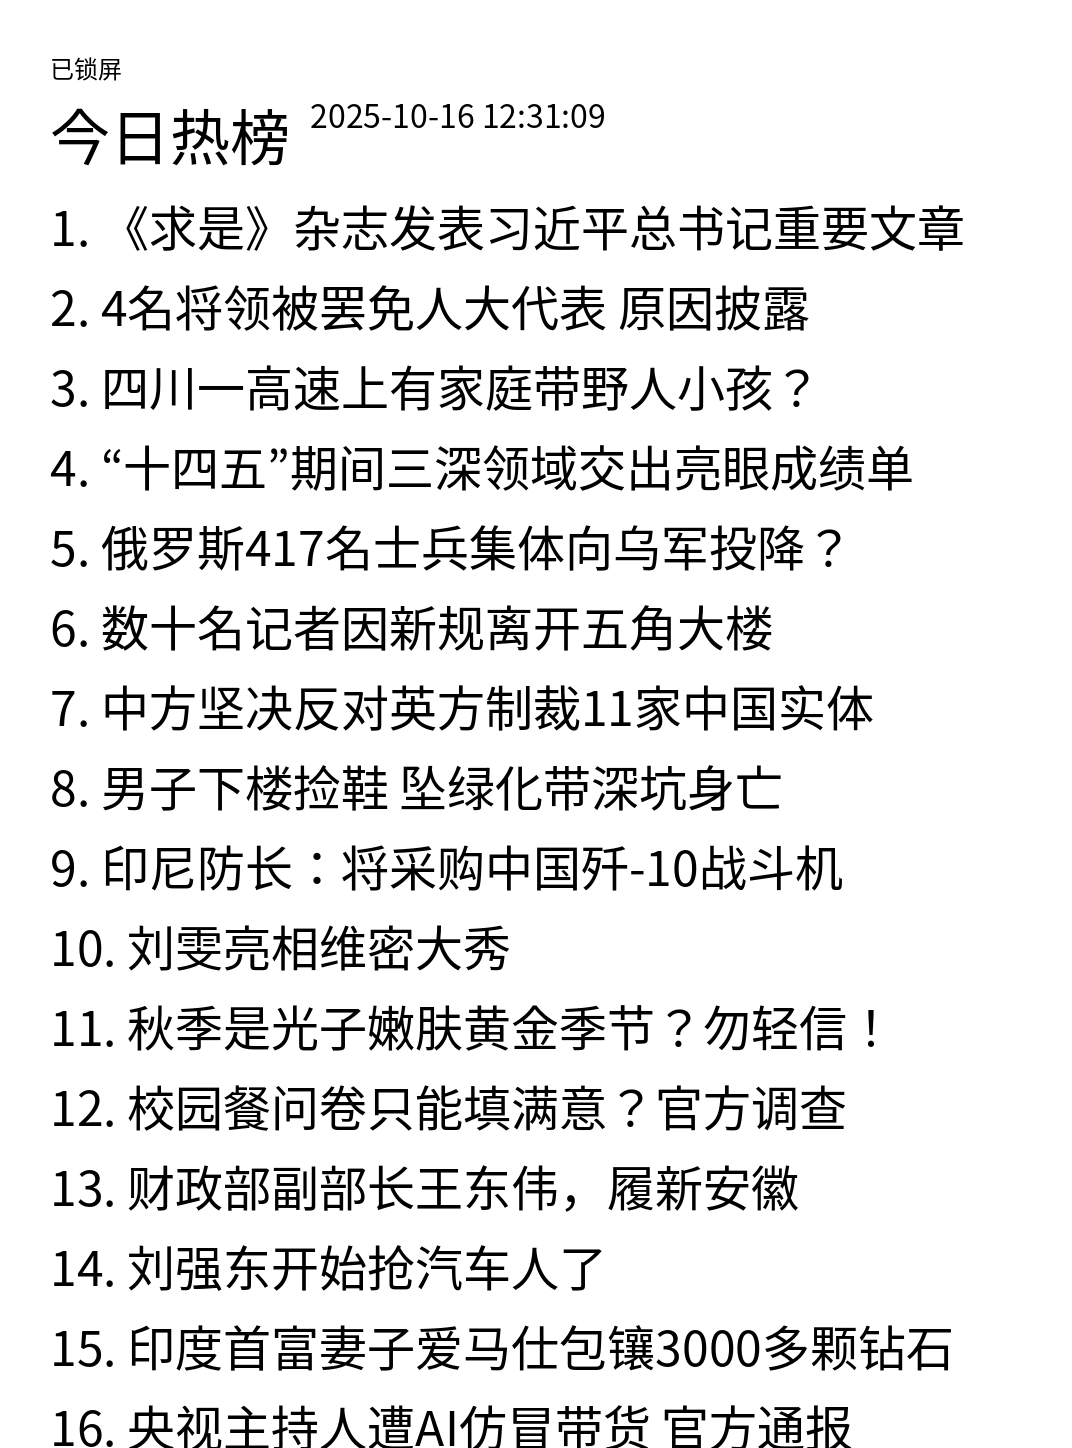 已锁屏
今日热榜 2025-10-16 12:31:09
1. 《求是》杂志发表习近平总书记重要文章
2. 4名将领被罢免人大代表 原因披露
3. 四川一高速上有家庭带野人小孩？
4. “十四五”期间三深领域交出亮眼成绩单
5. 俄罗斯417名士兵集体向乌军投降？
6. 数十名记者因新规离开五角大楼
7. 中方坚决反对英方制裁11家中国实体
8. 男子下楼捡鞋 坠绿化带深坑身亡
9. 印尼防长：将采购中国歼-10战斗机
10. 刘雯亮相维密大秀
11. 秋季是光子嫩肤黄金季节？勿轻信！
12. 校园餐问卷只能填满意？官方调查
13. 财政部副部长王东伟，履新安徽
14. 刘强东开始抢汽车人了
15. 印度首富妻子爱马仕包镶3000多颗钻石
16. 央视主持人遭AI仿冒带货 官方通报